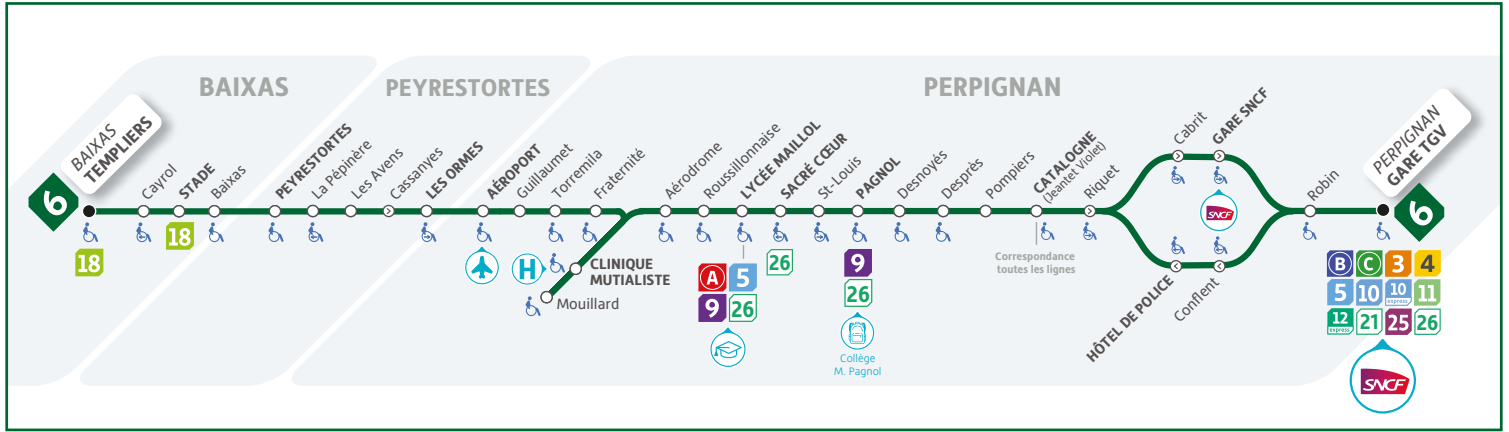 BAIXAS
PEYRESTORTES
PERPIGNAN
6
BAIXAS
TEMPLIERS
18
Cayrol
STADE
18
Baixas
PEYRESTORTES
La Pépinère
Les Avens
Cassanyes
LES ORMES
AÉROPORT
Guillaumet
Torremila
Fraternité
H
CLINIQUE
MUTIALISTE
Mouillard
Aérodrome
Roussillonnaise
LYCÉE MAILLOL
A 5
9 26
SACRÉ CŒUR
26
St-Louis
PAGNOL
9
26
Collège
M. Pagnol
Desnoyés
Desprès
Pompiers
CATALOGNE
(Jeantet Violet)
Correspondance
toutes les lignes
Riquet
Cabrit
GARE SNCF
SNCF
HÔTEL DE POLICE
Conflent
Robin
PERPIGNAN
GARE TGV
6
B C 3 4
5 10 10 express 11
12 express 21 25 26
SNCF